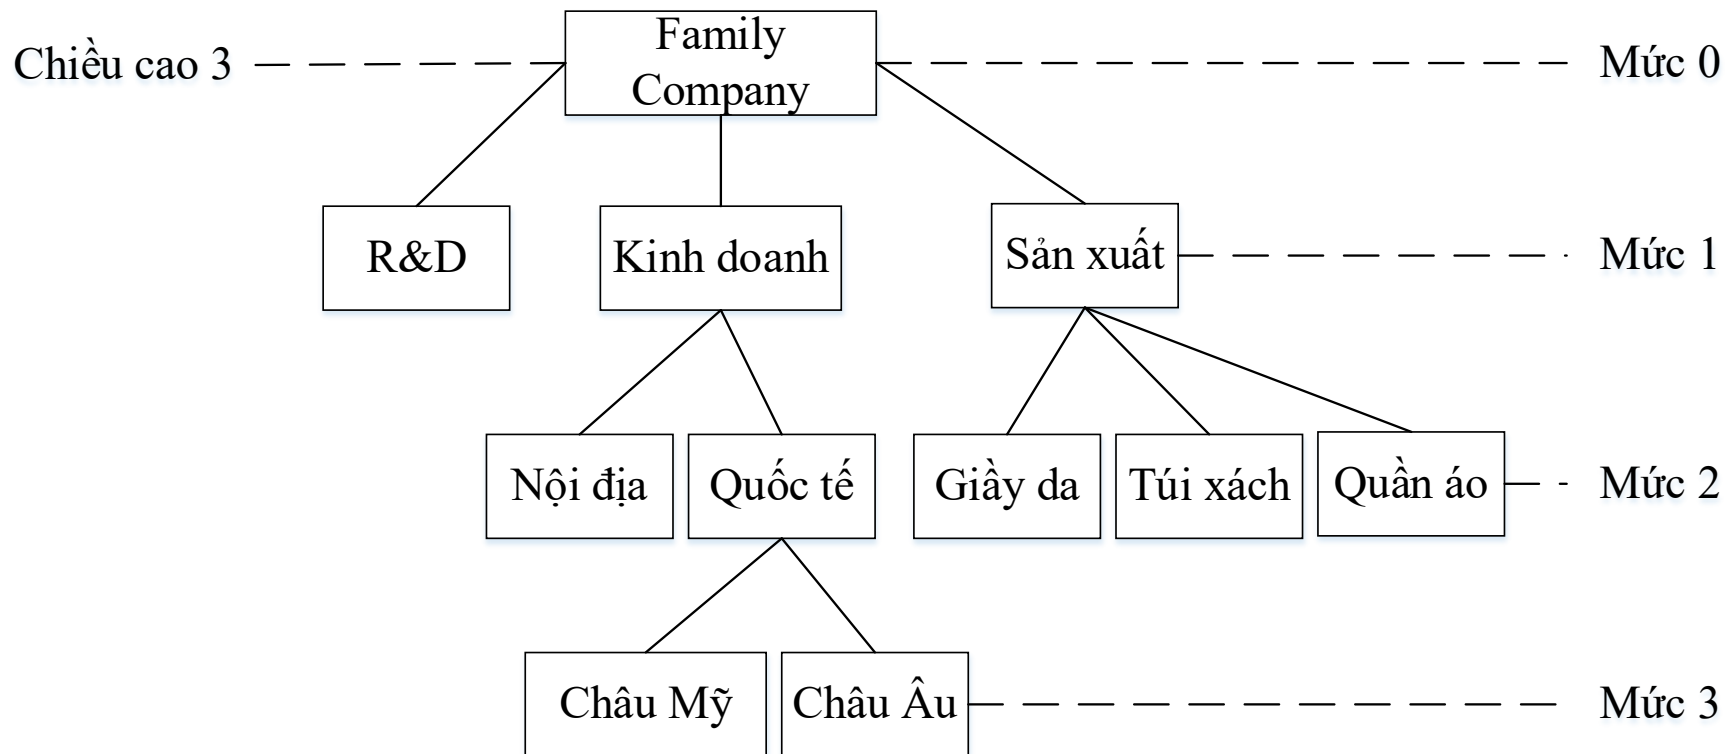 Family
Company
Chiều cao 3
Mức 0
R&D
Kinh doanh
Sản xuất
Mức 1
Nội địa
Quốc tế
Giầy da
Túi xách
Quần áo
Mức 2
Châu Mỹ
Châu Âu
Mức 3